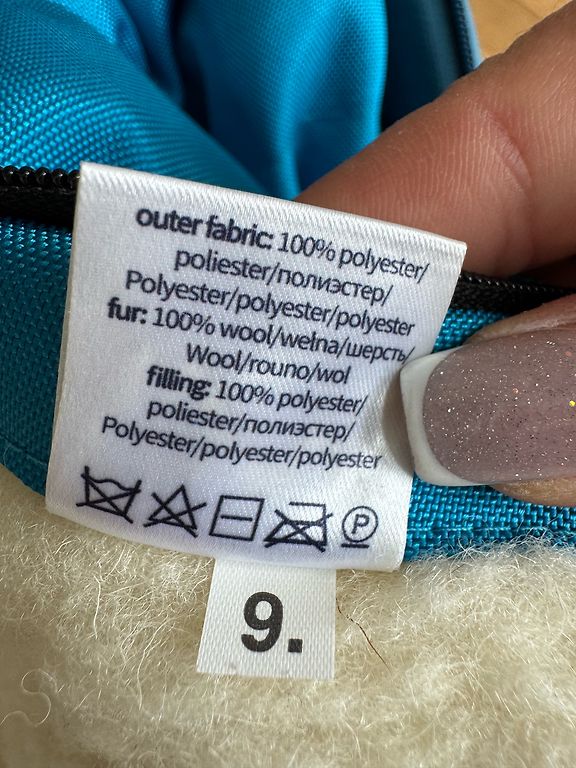 outer fabric: 100% polyester/
poliester/полиэстер/
Polyester/polyester/polyester
fur: 100% wool/wełna/шерсть/
Wool/rouno/wol
filling: 100% polyester/
poliester/полиэстер/
Polyester/polyester/polyester
P
9.